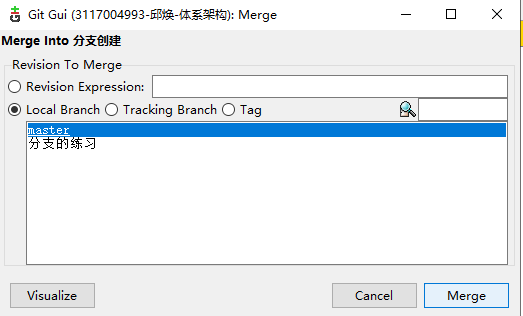 Git Gui (3117004993-邱焕-体系架构): Merge
Merge Into 分支创建
Revision To Merge
Revision Expression:
Local Branch Tracking Branch Tag
master
分支的练习
Visualize Cancel Merge